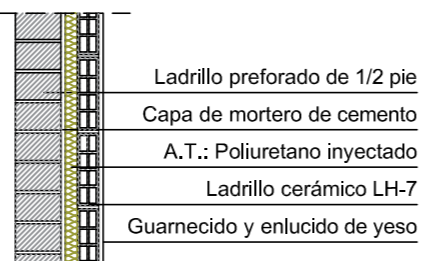 Ladrillo preforado de 1/2 pie
Capa de mortero de cemento
A.T.: Poliuretano inyectado
Ladrillo cerámico LH-7
Guarnecido y enlucido de yeso